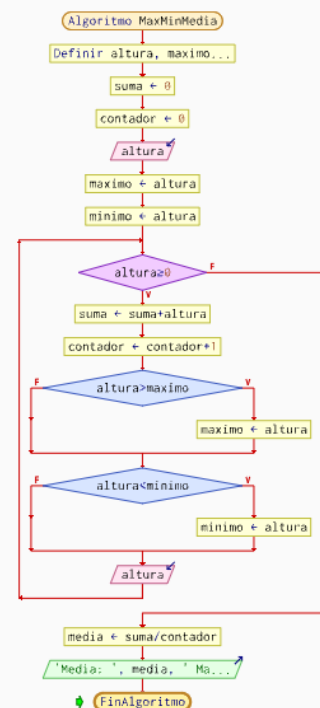 Algoritmo MaxMinMedia
Definir altura, maximo...
suma ← 0
contador ← 0
altura
maximo ← altura
minimo ← altura
altura≥0
F
V
suma ← suma+altura
contador ← contador+1
F
altura>maximo
V
maximo ← altura
F
altura<minimo
V
minimo ← altura
altura
media ← suma/contador
'Media: ', media, ' Ma...
FinAlgoritmo